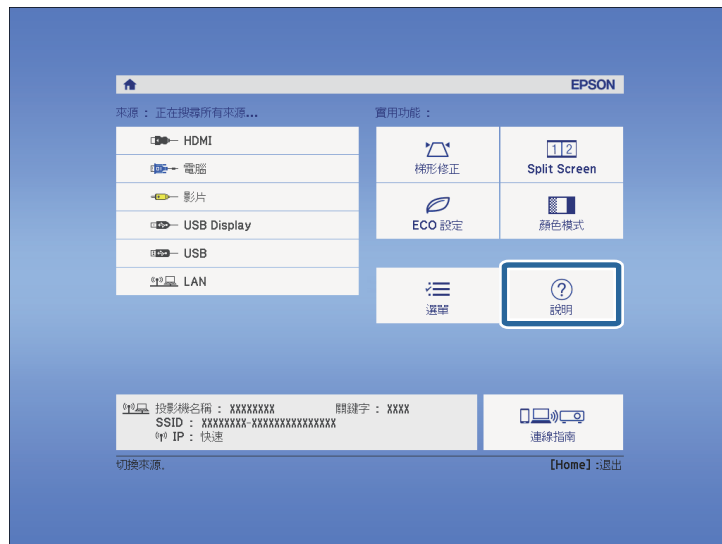 EPSON
來源 : 正在搜尋所有來源...
HDMI
電腦
影片
USB Display
USB
LAN
實用功能 :
梯形修正
1 2
Split Screen
ECO 設定
顏色模式
選單
?
說明
投影機名稱 : XXXXXXXX 關鍵字 : XXXX
SSID : XXXXXXXX-XXXXXXXXXXXXXXX
IP : 快速
連線指南
切換來源.
[Home] :退出